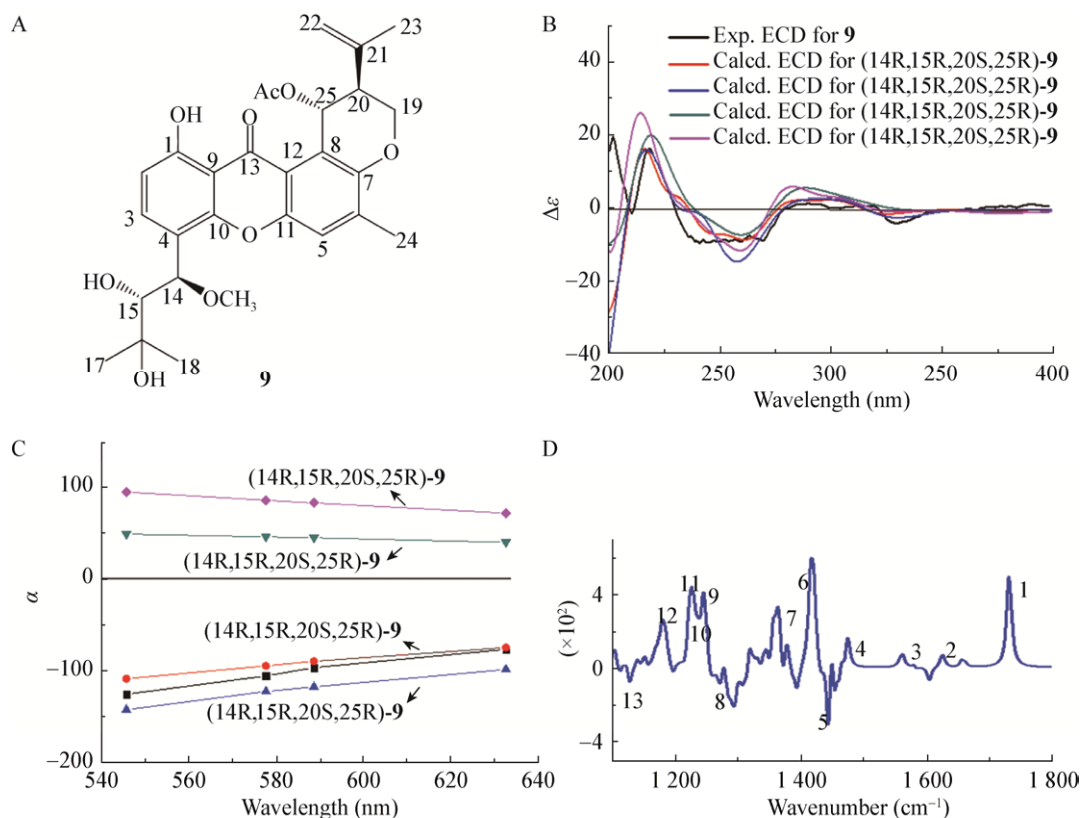 A
22
23
21
AcO
25
20
19
OH
O
1
8
O
9
12
13
7
3
10
11
5
24
4
O
HO
14
15
OCH3
17
18
OH
9
B
Exp. ECD for 9
Calcd. ECD for (14R,15R,20S,25R)-9
Calcd. ECD for (14R,15R,20S,25R)-9
Calcd. ECD for (14R,15R,20S,25R)-9
Calcd. ECD for (14R,15R,20S,25R)-9
40
20
0
−20
−40
Δε
200
250
300
350
400
Wavelength (nm)
C
(14R,15R,20S,25R)-9
(14R,15R,20S,25R)-9
(14R,15R,20S,25R)-9
(14R,15R,20S,25R)-9
100
0
−100
−200
α
540
560
580
600
620
640
Wavelength (nm)
D
1
2
3
4
5
6
7
8
9
10
11
12
13
4
0
−4
(×10²)
1 200
1 400
1 600
1 800
Wavenumber (cm⁻¹)